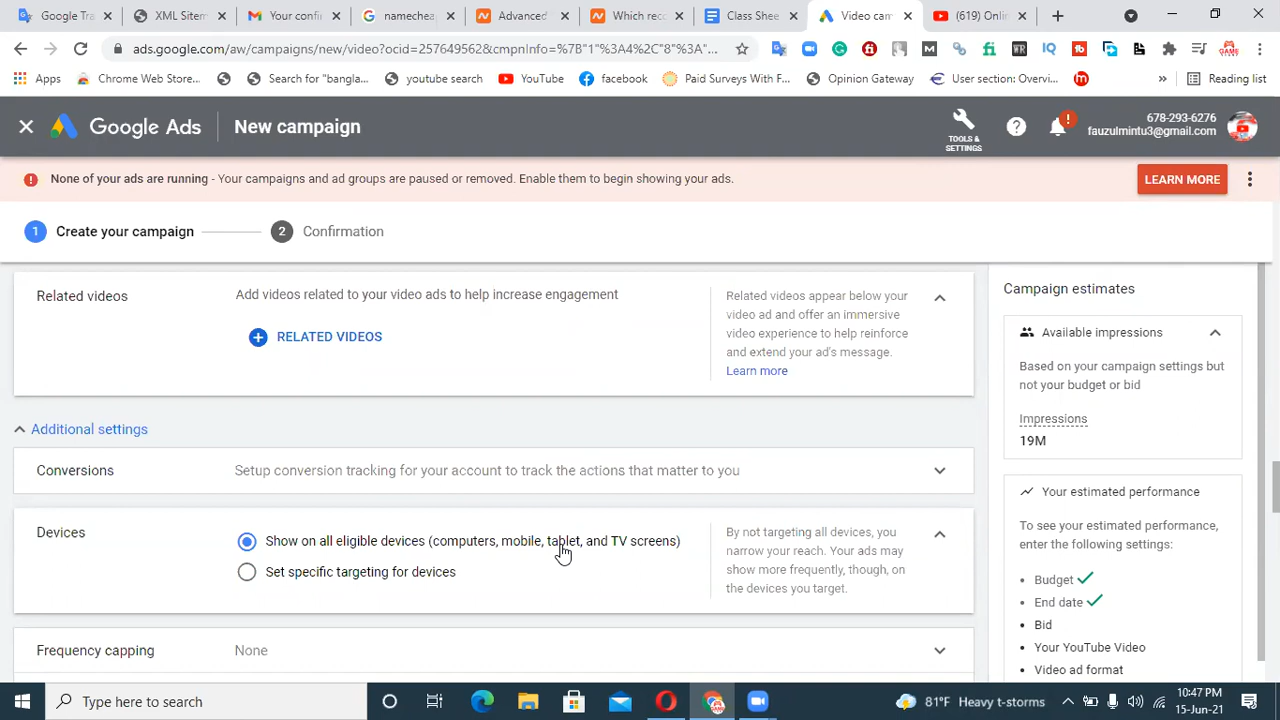 Google Tra
XML Sitem
Your confi
namechea
Advanced
Which reco
Class Shee
Video cam
(619) Onli
ads.google.com/aw/campaigns/new/video?ocid=257649562&cmpnInfo=%7B"1"%3A4%2C"8"%3A"...
Apps
Chrome Web Store...
Search for "bangla...
youtube search
YouTube
facebook
Paid Surveys With F...
Opinion Gateway
User section: Overvi...
»
Reading list
Google Ads
New campaign
TOOLS &
SETTINGS
678-293-6276
fauzulmintu3@gmail.com
None of your ads are running - Your campaigns and ad groups are paused or removed. Enable them to begin showing your ads.
LEARN MORE
1 Create your campaign
2 Confirmation
Related videos
Add videos related to your video ads to help increase engagement
RELATED VIDEOS
Related videos appear below your
video ad and offer an immersive
video experience to help reinforce
and extend your ad's message.
Learn more
Additional settings
Conversions
Setup conversion tracking for your account to track the actions that matter to you
Devices
Show on all eligible devices (computers, mobile, tablet, and TV screens)
Set specific targeting for devices
By not targeting all devices, you
narrow your reach. Your ads may
show more frequently, though, on
the devices you target.
Frequency capping
None
Campaign estimates
Available impressions
Based on your campaign settings but
not your budget or bid
Impressions
19M
Your estimated performance
To see your estimated performance,
enter the following settings:
• Budget
• End date
• Bid
• Your YouTube Video
• Video ad format
Type here to search
81°F Heavy t-storms
10:47 PM
15-Jun-21